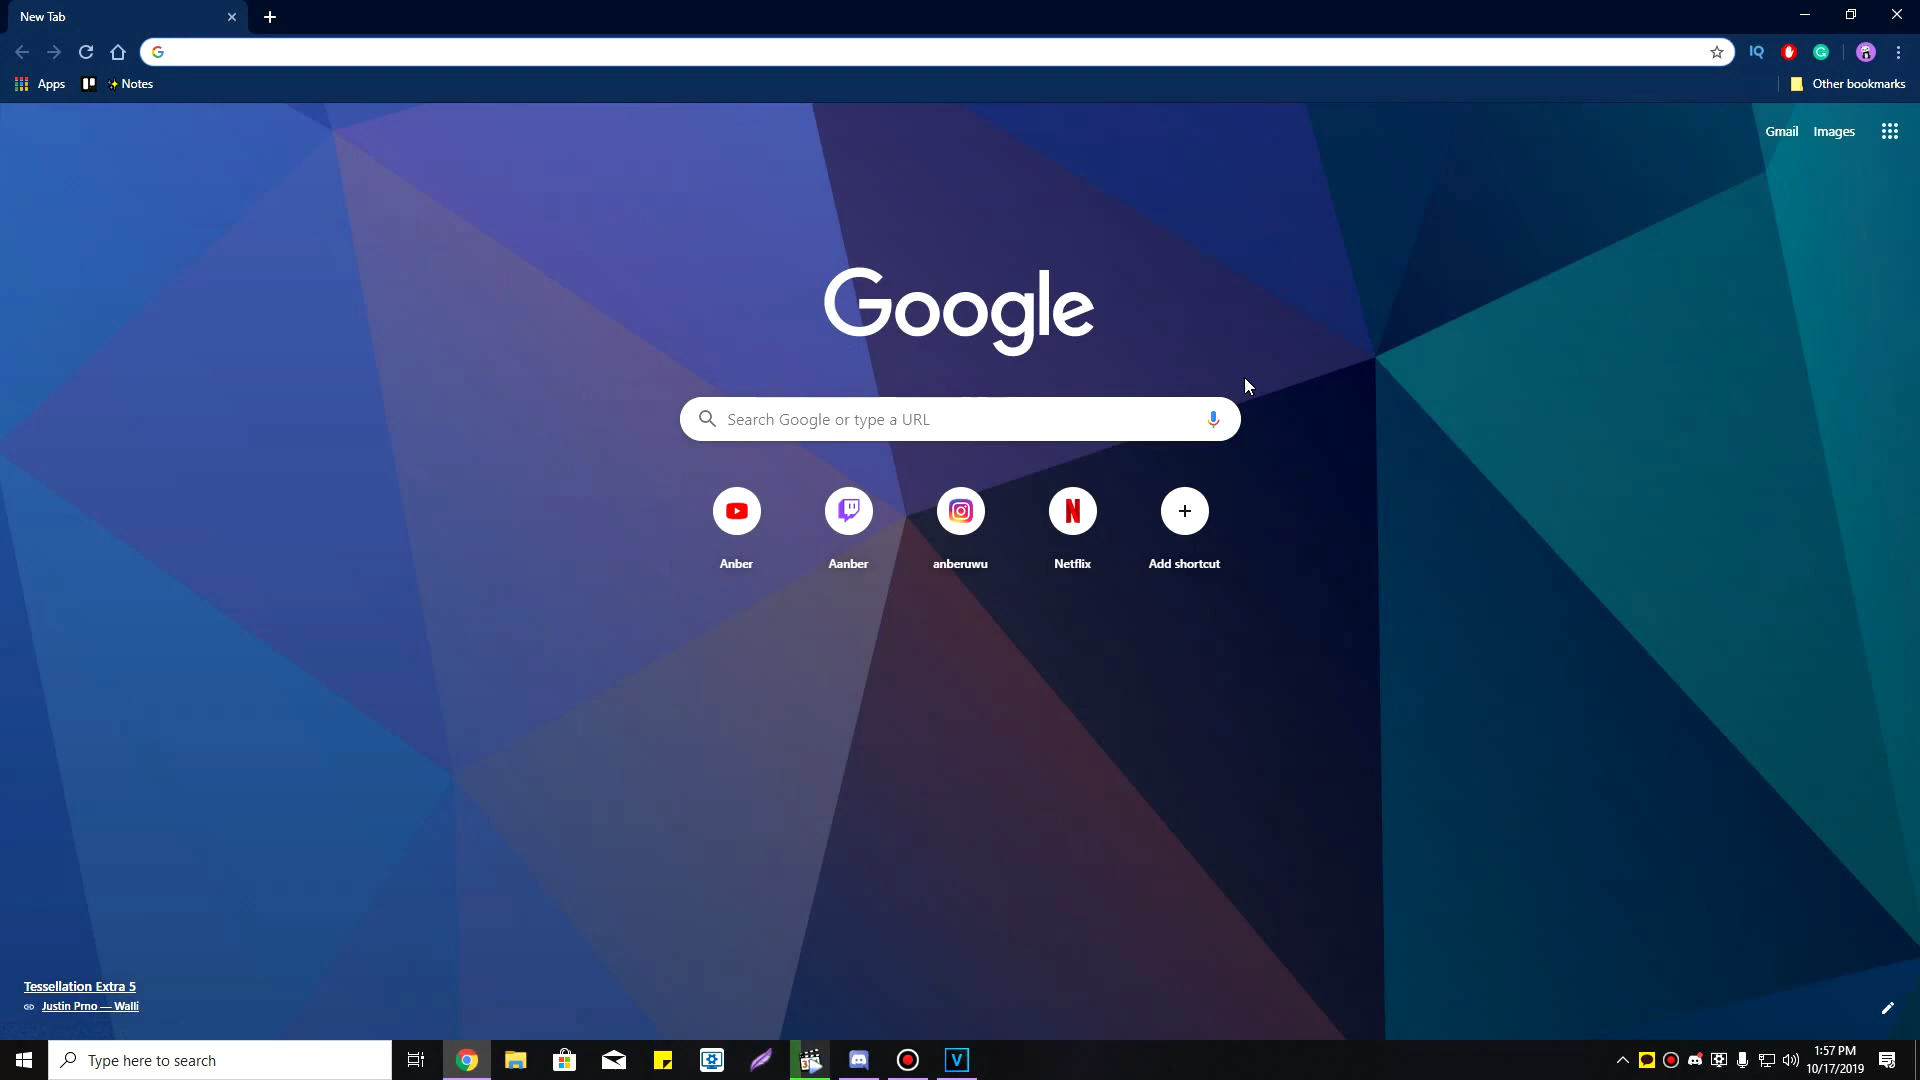 New Tab
Apps
✨ Notes
Other bookmarks
Gmail Images
Google
Search Google or type a URL
Anber
Aanber
anberuwu
Netflix
Add shortcut
Tessellation Extra 5
Justin Prno — Walli
Type here to search
1:57 PM
10/17/2019